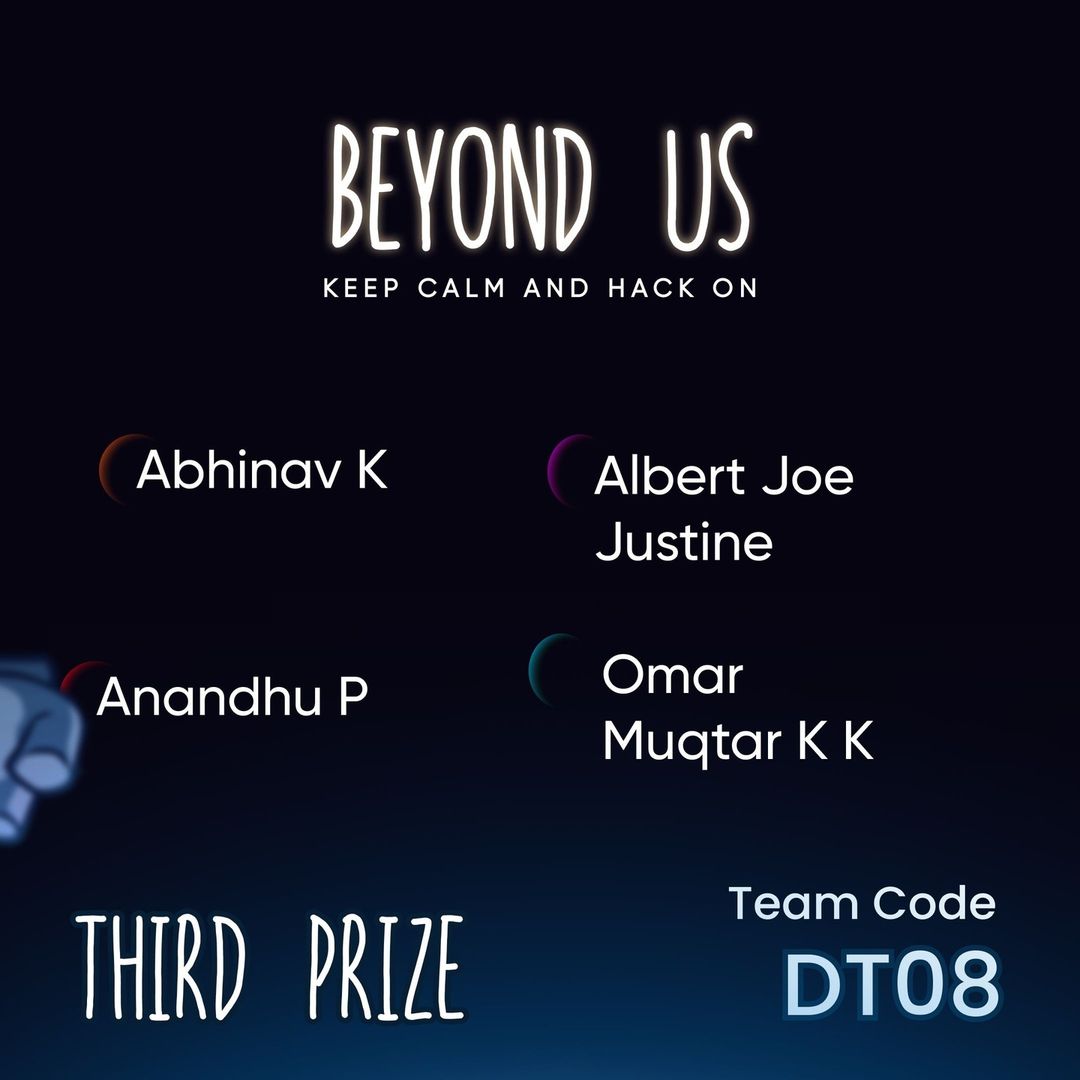 BEYOND US
KEEP CALM AND HACK ON
Abhinav K
Albert Joe
Justine
Anandhu P
Omar
Muqtar K K
THIRD PRIZE
Team Code
DT08